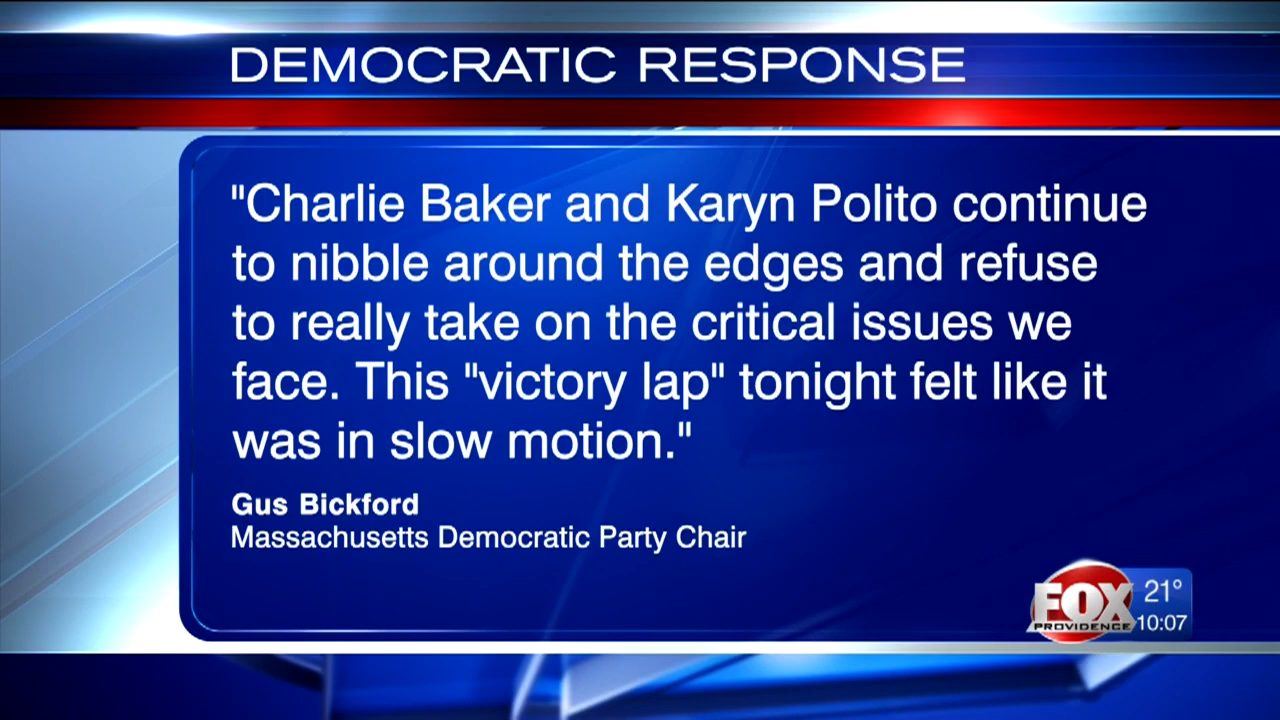 DEMOCRATIC RESPONSE
"Charlie Baker and Karyn Polito continue
to nibble around the edges and refuse
to really take on the critical issues we
face. This "victory lap" tonight felt like it
was in slow motion."
Gus Bickford
Massachusetts Democratic Party Chair
FOX 21°
PROVIDENCE 10:07